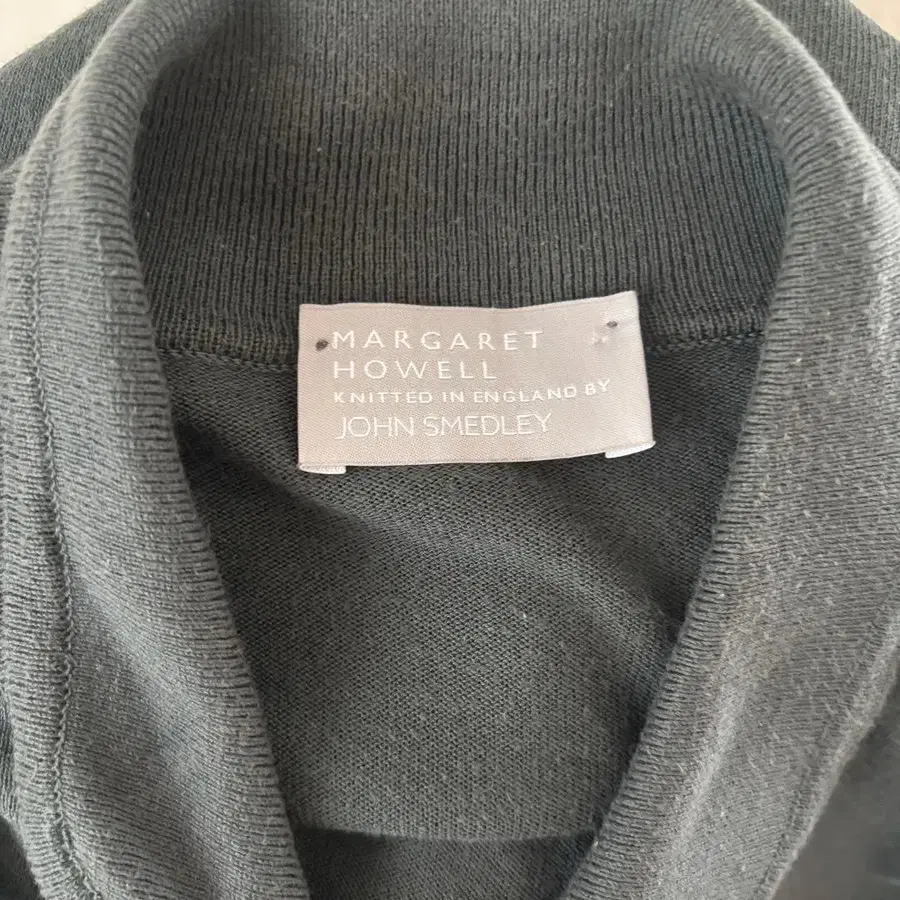 MARGARET
HOWELL
KNITTED IN ENGLAND BY
JOHN SMEDLEY